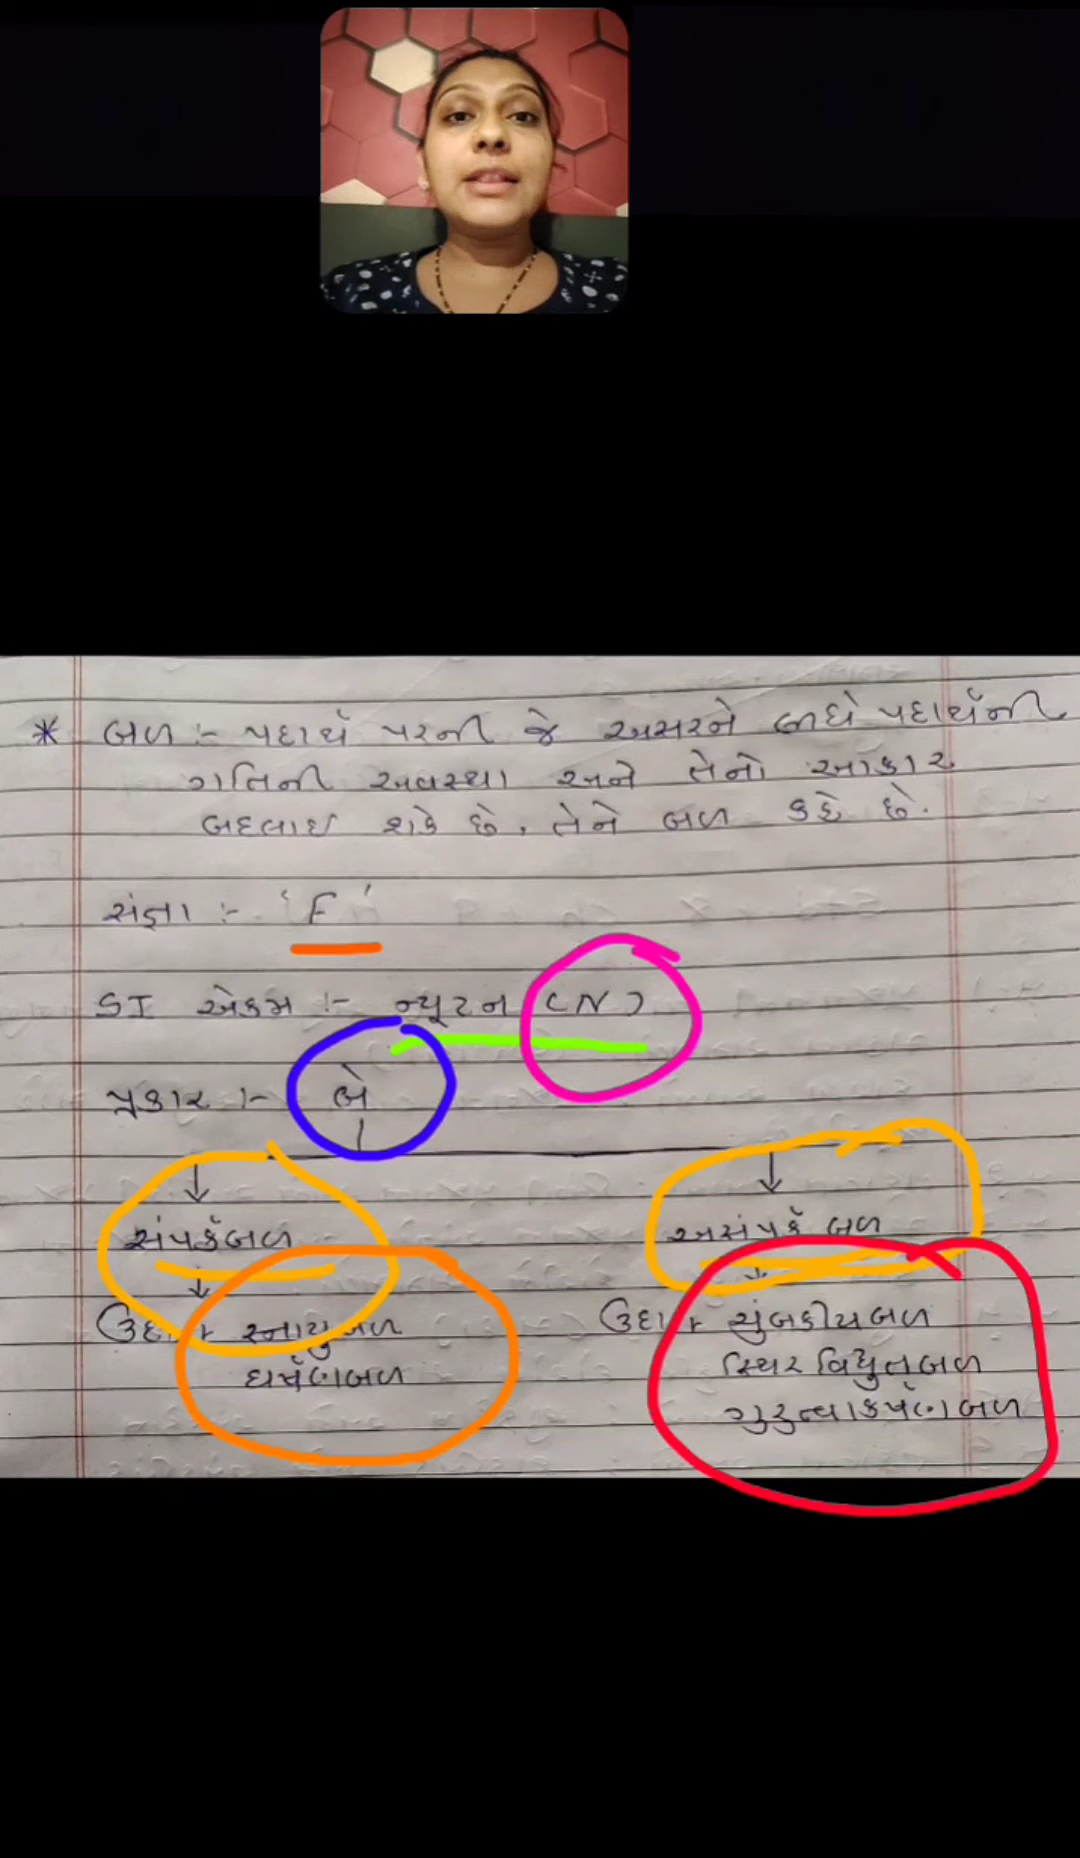 * બળ :- પદાર્થ પરની જે અસરને લીધે પદાર્થની
ગતિની અવસ્થા અને તેનો આકાર
બદલાઇ શકે છે, તેને બળ કહે છે.
સંજ્ઞા :- 'F'
SI એકમ :- ન્યૂટન (N)
પ્રકાર :- બે
સંપર્કબળ અસંપર્ક બળ
ઉદા :- સ્નાયુબળ ઉદા :- ચુંબકીયબળ
ઘર્ષણબળ સ્થિર વિદ્યુતબળ
ગુરુત્વાકર્ષણબળ